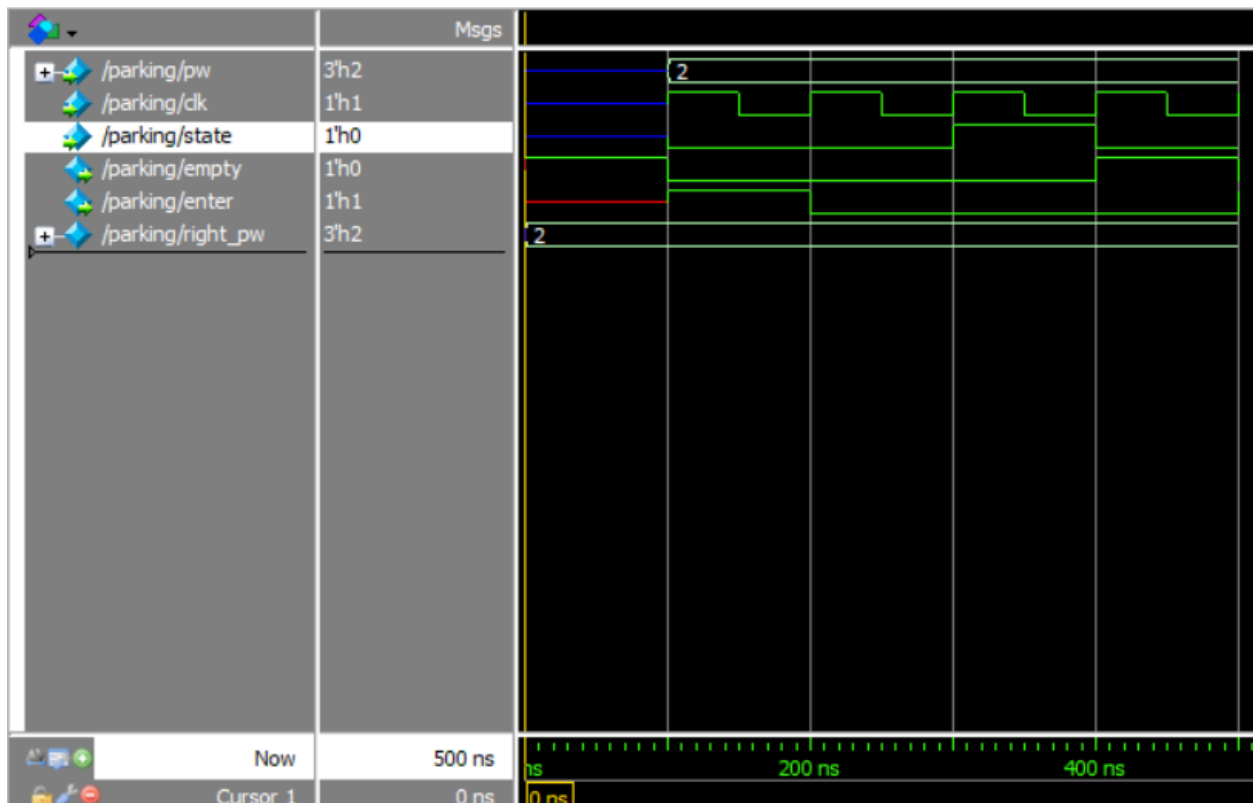 Msgs
/parking/pw 3'h2 2
/parking/clk 1'h1
/parking/state 1'h0
/parking/empty 1'h0
/parking/enter 1'h1
/parking/right_pw 3'h2 2
Now 500 ns ns 200 ns 400 ns
Cursor 1 0 ns 0 ns